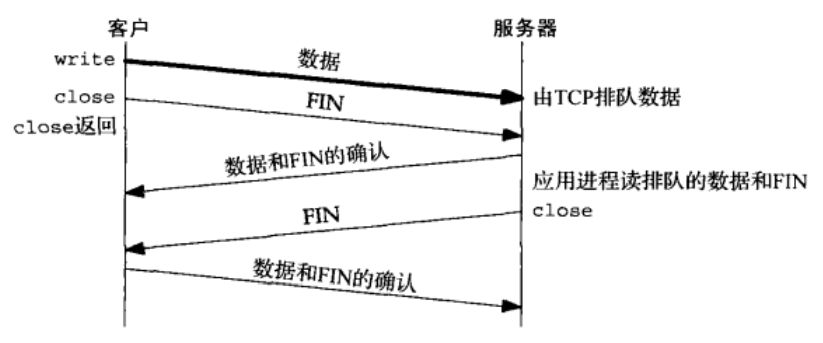 客户
服务器
write
数据
由TCP排队数据
close
FIN
close返回
数据和FIN的确认
应用进程读排队的数据和FIN
FIN
close
数据和FIN的确认